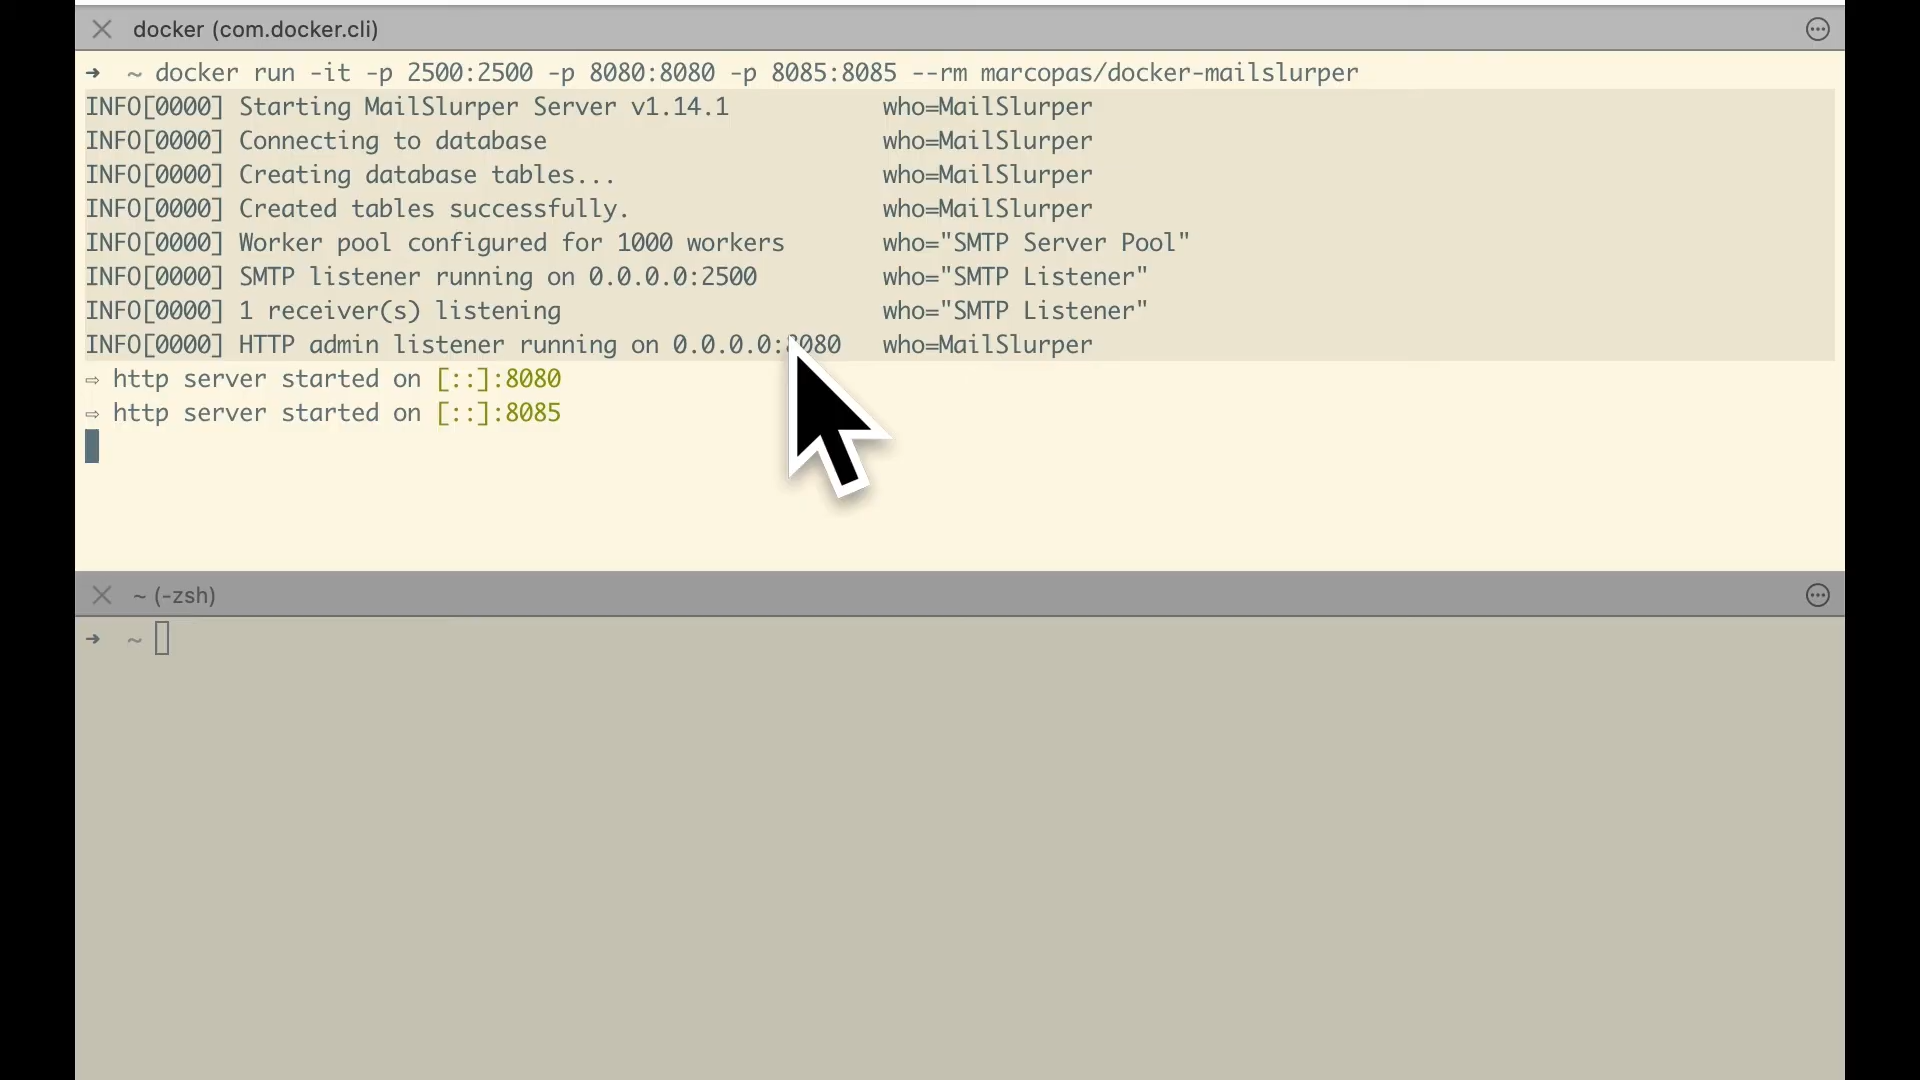 docker (com.docker.cli)
➜ ~ docker run -it -p 2500:2500 -p 8080:8080 -p 8085:8085 --rm marcopas/docker-mailslurper
INFO[0000] Starting MailSlurper Server v1.14.1 who=MailSlurper
INFO[0000] Connecting to database who=MailSlurper
INFO[0000] Creating database tables... who=MailSlurper
INFO[0000] Created tables successfully. who=MailSlurper
INFO[0000] Worker pool configured for 1000 workers who="SMTP Server Pool"
INFO[0000] SMTP listener running on 0.0.0.0:2500 who="SMTP Listener"
INFO[0000] 1 receiver(s) listening who="SMTP Listener"
INFO[0000] HTTP admin listener running on 0.0.0.0:8080 who=MailSlurper
⇨ http server started on [::]:8080
⇨ http server started on [::]:8085
~ (-zsh)
➜ ~